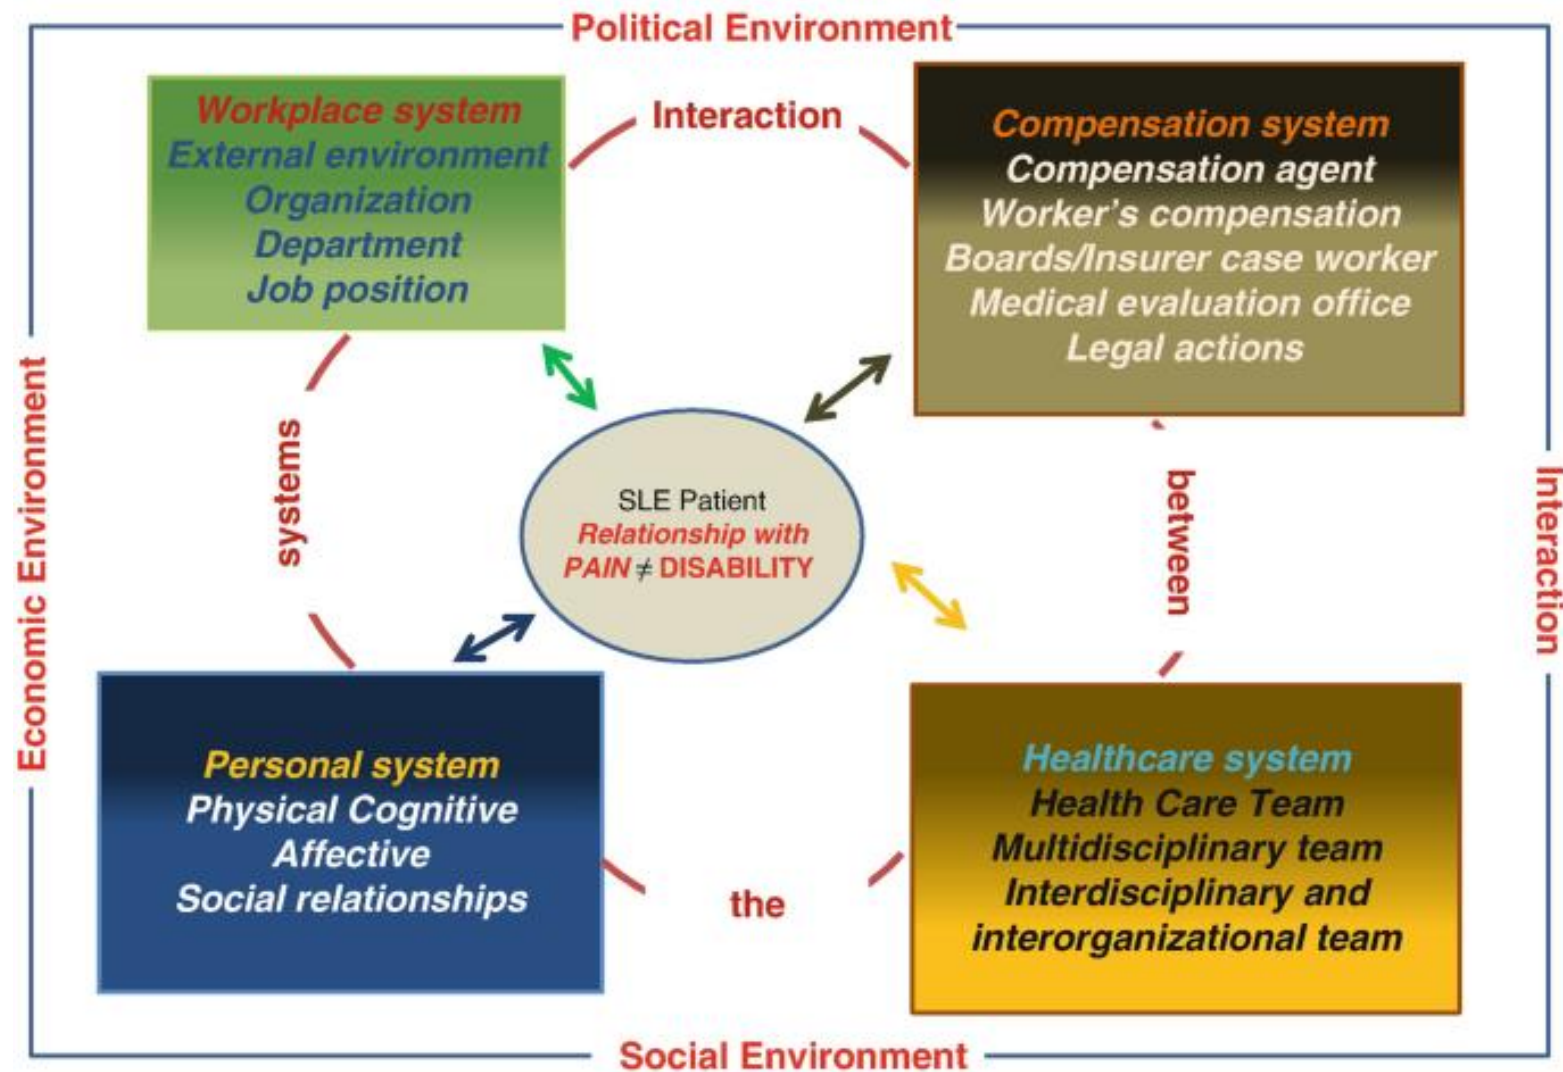 Political Environment
Workplace system
External environment
Organization
Department
Job position
Interaction
Compensation system
Compensation agent
Worker's compensation
Boards/Insurer case worker
Medical evaluation office
Legal actions
Economic Environment
systems
SLE Patient
Relationship with
PAIN ≠ DISABILITY
between
Interaction
Personal system
Physical Cognitive
Affective
Social relationships
the
Healthcare system
Health Care Team
Multidisciplinary team
Interdisciplinary and
interorganizational team
Social Environment